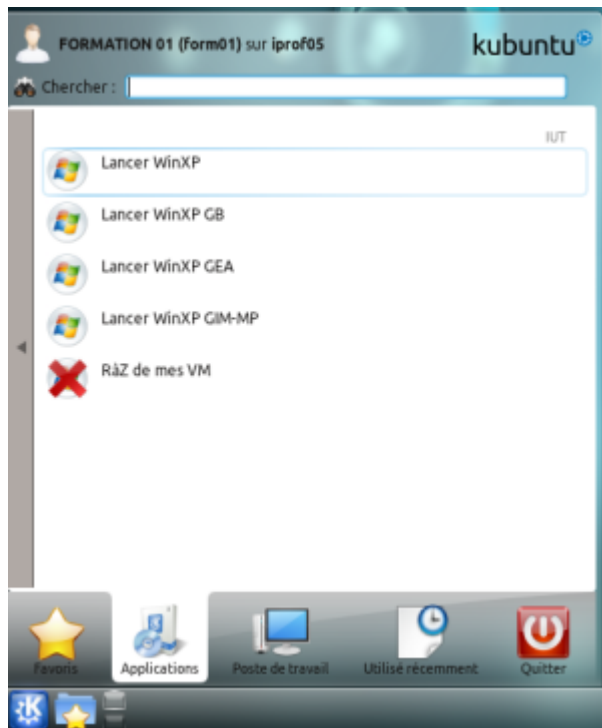 FORMATION 01 (form01) sur iprof05
kubuntu
Chercher :
IUT
Lancer WinXP
Lancer WinXP GB
Lancer WinXP GEA
Lancer WinXP GIM-MP
RàZ de mes VM
Favoris
Applications
Poste de travail
Utilisé récemment
Quitter